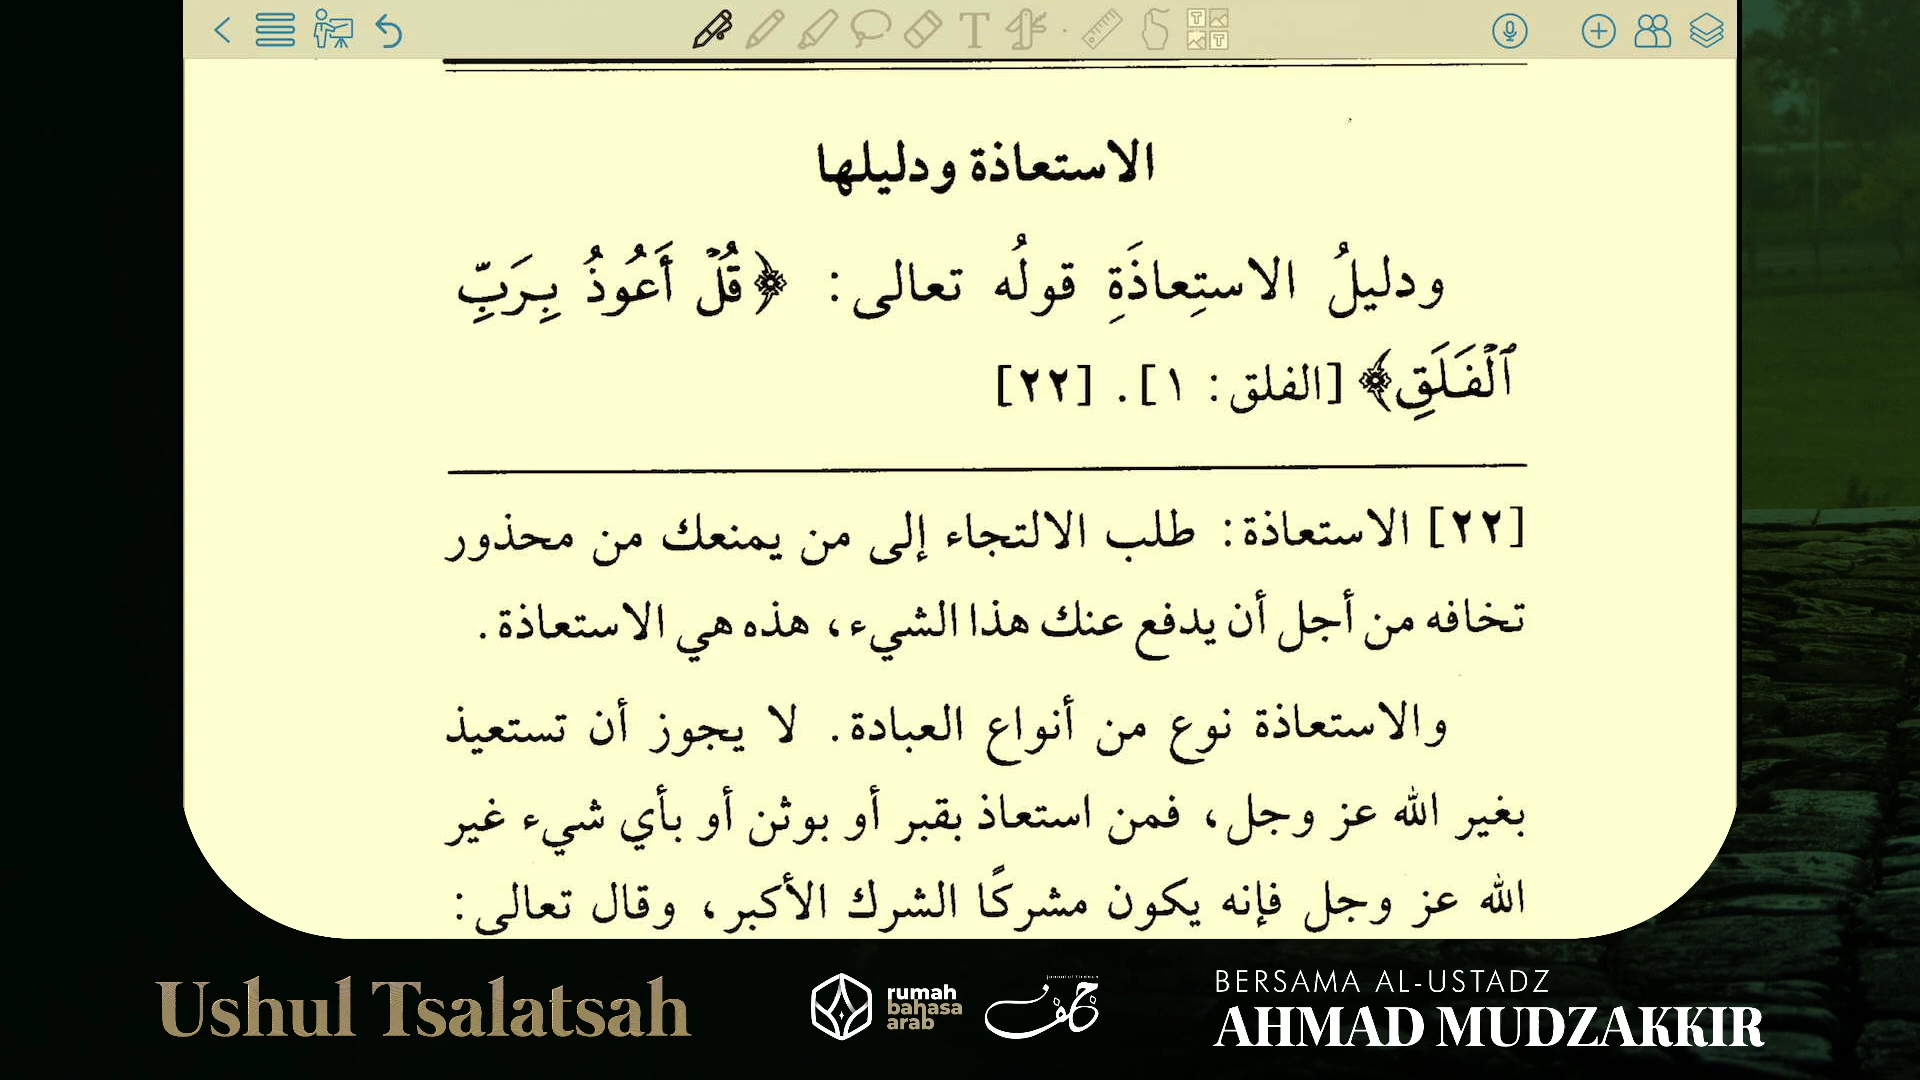 الاستعاذة ودليلها
ودليلُ الاستِعاذَةِ قولُه تعالى: ﴿قُلۡ أَعُوذُ بِرَبِّ
ٱلۡفَلَقِ﴾ [الفلق: ١]. [٢٢]
[٢٢] الاستعاذة: طلب الالتجاء إلى من يمنعك من محذور
تخافه من أجل أن يدفع عنك هذا الشيء، هذه هي الاستعاذة.
والاستعاذة نوع من أنواع العبادة. لا يجوز أن تستعيذ
بغير الله عز وجل، فمن استعاذ بقبر أو بوثن أو بأي شيء غير
الله عز وجل فإنه يكون مشركًا الشرك الأكبر، وقال تعالى:
Ushul Tsalatsah
rumah
bahasa
arab
BERSAMA AL-USTADZ
AHMAD MUDZAKKIR